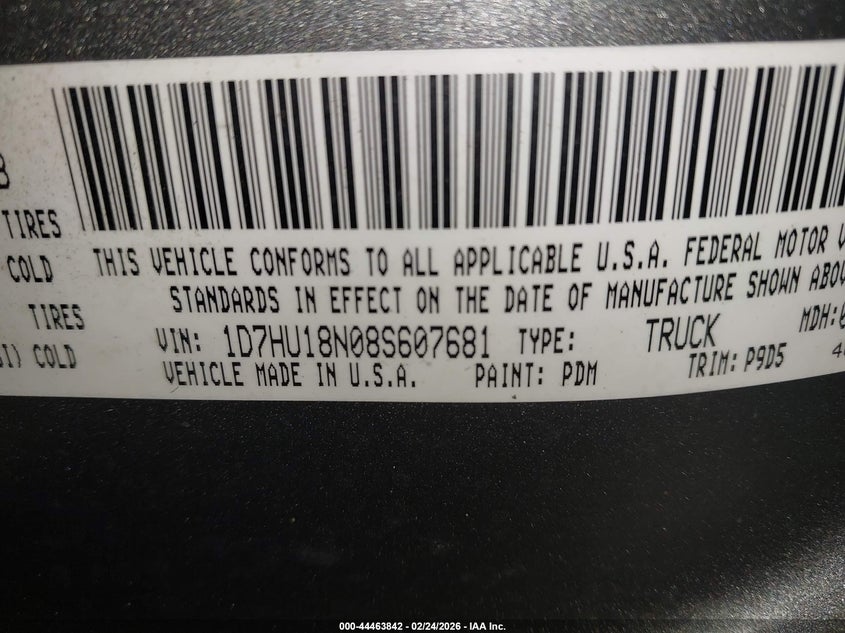 TIRES
COLD
THIS VEHICLE CONFORMS TO ALL APPLICABLE U.S.A. FEDERAL MOTOR
STANDARDS IN EFFECT ON THE DATE OF MANUFACTURE SHOWN ABOV
TIRES
VIN: 1D7HU18N08S607681 TYPE: TRUCK MDH:
COLD
VEHICLE MADE IN U.S.A. PAINT: PDM TRIM: P9D5
000-44463842 - 02/24/2026 - IAA Inc.